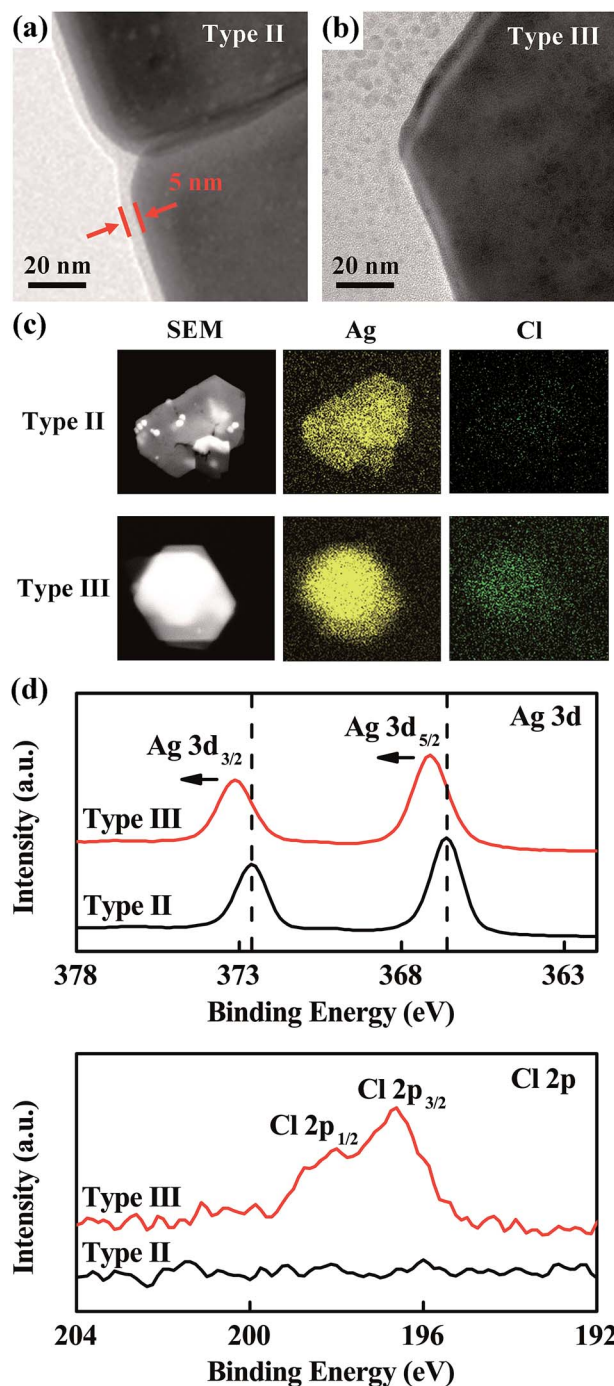 (a) Type II
5 nm
20 nm
(b) Type III
20 nm
(c) SEM Ag Cl
Type II
Type III
(d)
Ag 3d
Ag 3d3/2
Ag 3d5/2
Type III
Type II
Intensity (a.u.)
378 373 368 363
Binding Energy (eV)
Cl 2p
Cl 2p3/2
Cl 2p1/2
Type III
Type II
Intensity (a.u.)
204 200 196 192
Binding Energy (eV)